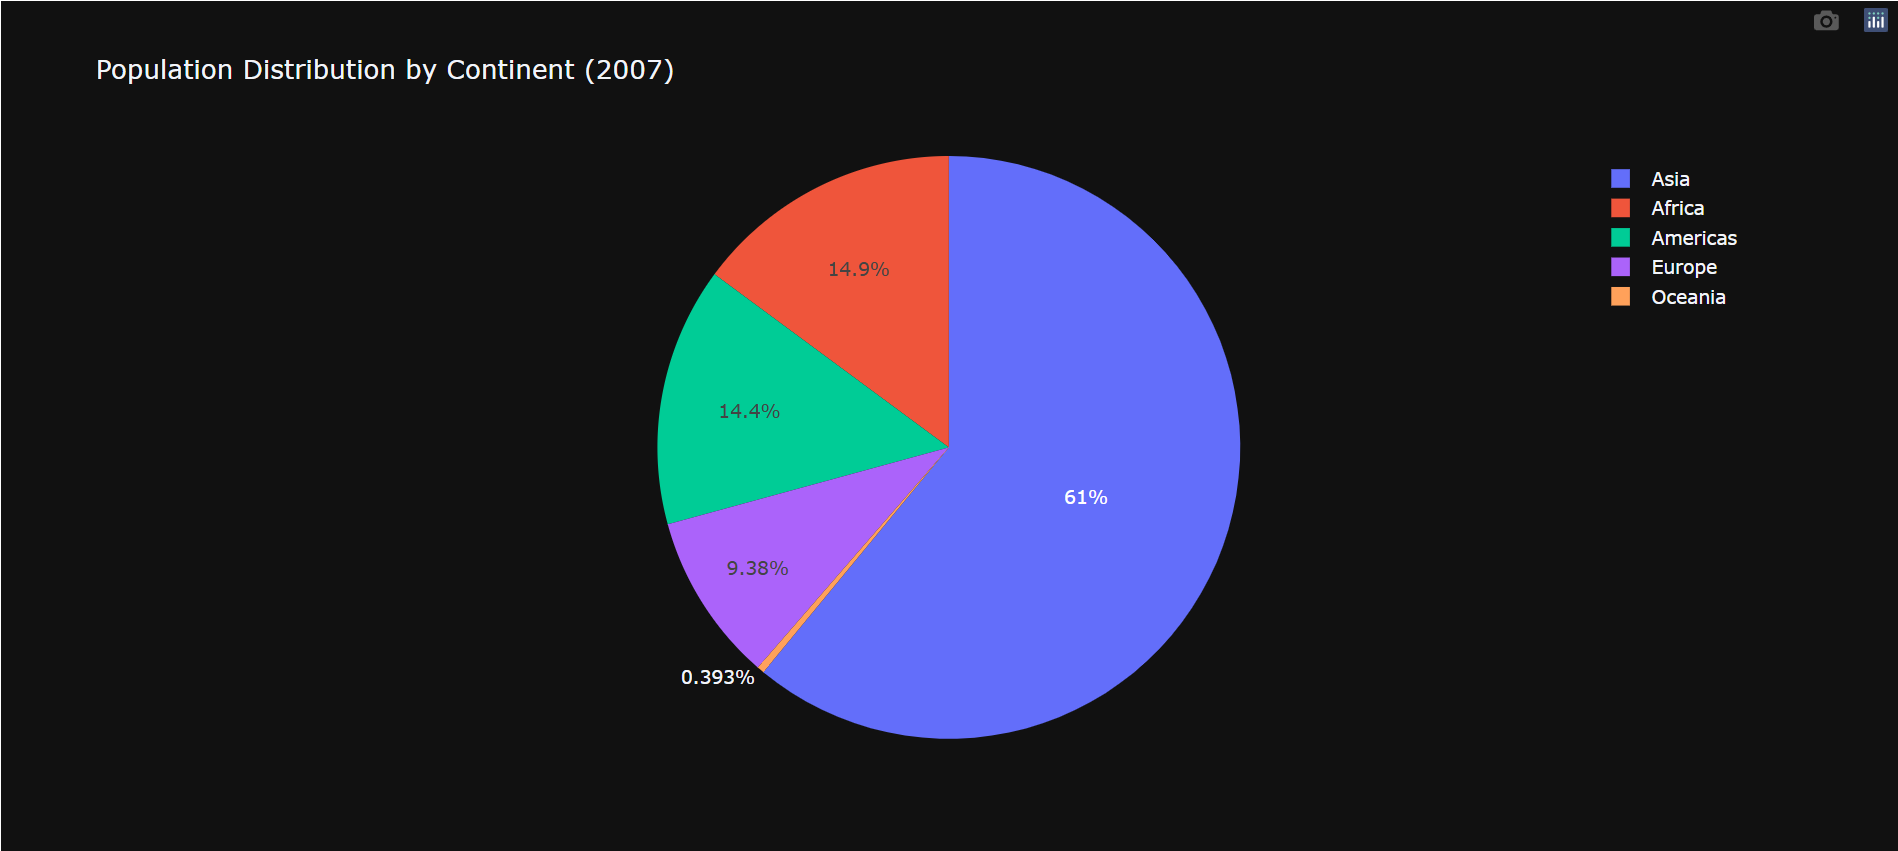 Population Distribution by Continent (2007)
Asia
Africa
Americas
Europe
Oceania
14.9%
14.4%
61%
9.38%
0.393%